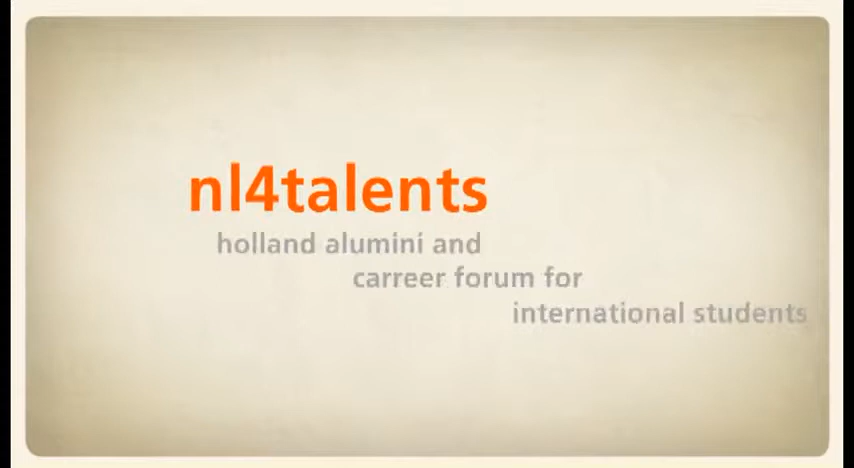 nl4talents
holland alumini and
carreer forum for
international students